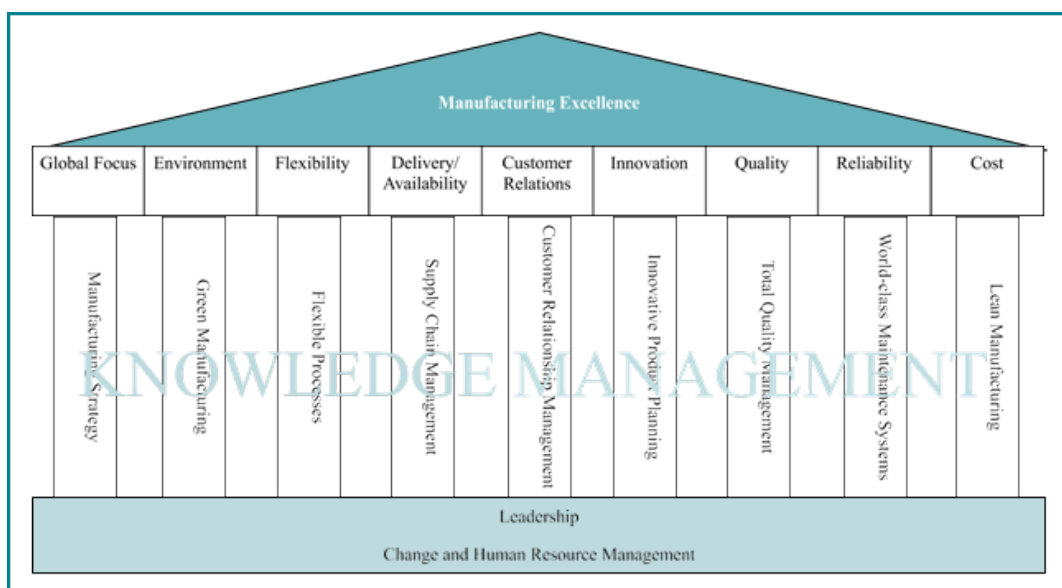 Manufacturing Excellence
Global Focus
Environment
Flexibility
Delivery/
Availability
Customer
Relations
Innovation
Quality
Reliability
Cost
Manufacturing Strategy
Green Manufacturing
Flexible Processes
Supply Chain Management
Customer Relationship Management
Innovative Product Planning
Total Quality Management
World-class Maintenance Systems
Lean Manufacturing
KNOWLEDGE MANAGEMENT
Leadership
Change and Human Resource Management